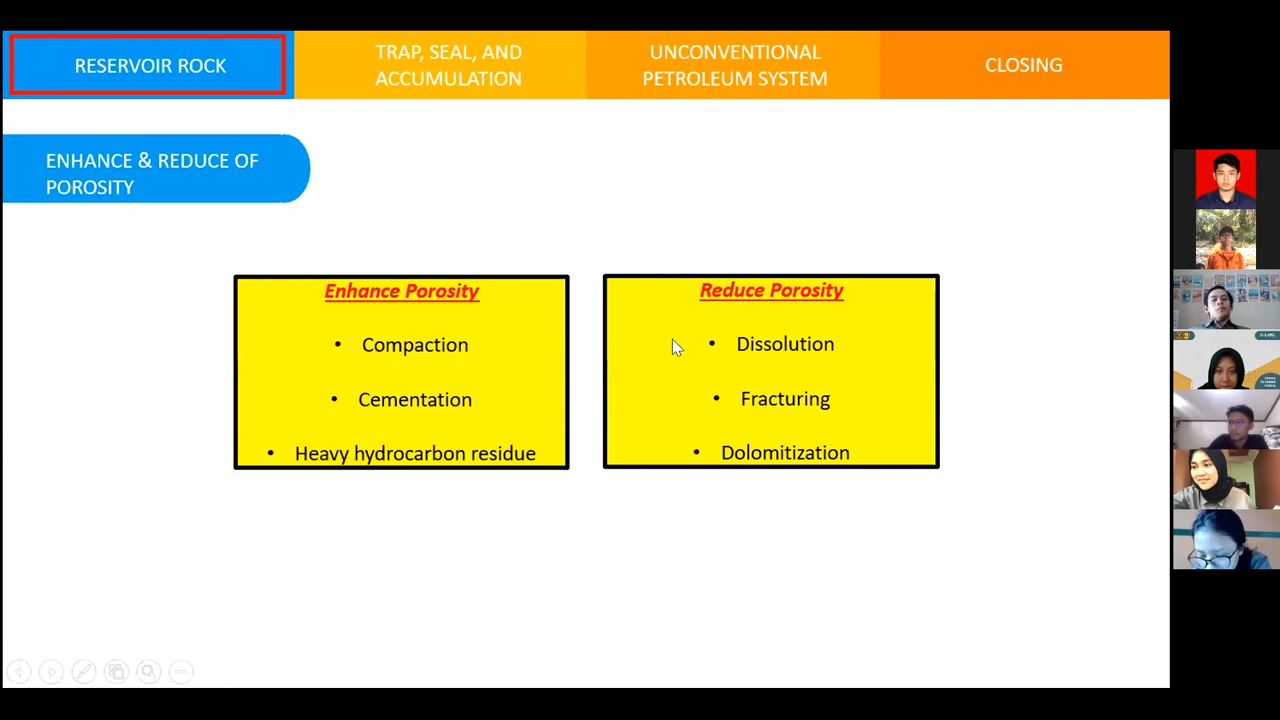 RESERVOIR ROCK
TRAP, SEAL, AND
ACCUMULATION
UNCONVENTIONAL
PETROLEUM SYSTEM
CLOSING
ENHANCE & REDUCE OF
POROSITY
Enhance Porosity
• Compaction
• Cementation
• Heavy hydrocarbon residue
Reduce Porosity
• Dissolution
• Fracturing
• Dolomitization